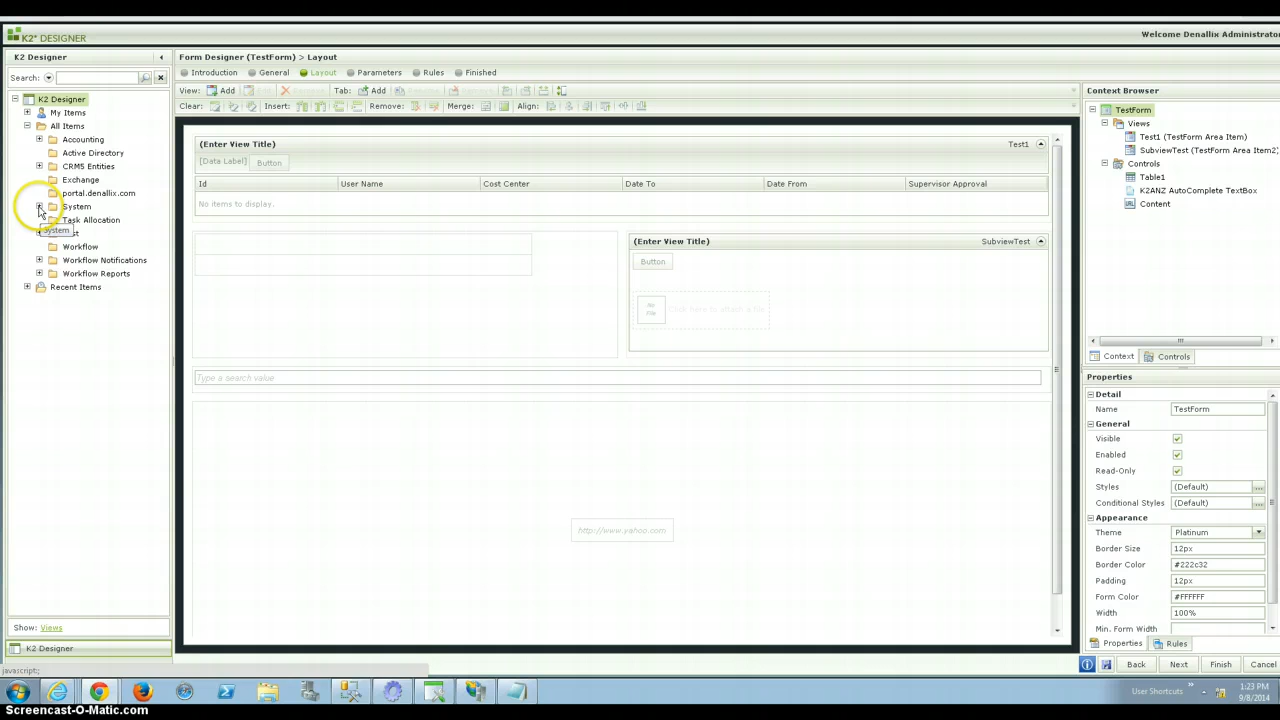 K2* DESIGNER
Welcome Denallix Administrator
K2 Designer
Form Designer (TestForm) > Layout
Context Browser
Search:
Introduction General Layout Parameters Rules Finished
View: Add Tab: Add
Clear: Insert: Remove: Merge: Align:
K2 Designer
My Items
All Items
Accounting
Active Directory
CRM5 Entities
Exchange
portal.denallix.com
System
Task Allocation
System
Workflow
Workflow Notifications
Workflow Reports
Recent Items
(Enter View Title) Test1
[Data Label] Button
Id User Name Cost Center Date To Date From Supervisor Approval
No items to display.
(Enter View Title) SubviewTest
Button
No File
Click here to attach a file
Type a search value
http://www.yahoo.com
TestForm
Views
Test1 (TestForm Area Item)
SubviewTest (TestForm Area Item2)
Controls
Table1
K2ANZ AutoComplete TextBox
Content
Context Controls
Properties
Detail
Name TestForm
General
Visible
Enabled
Read-Only
Styles (Default) ...
Conditional Styles (Default) ...
Appearance
Theme Platinum
Border Size 12px
Border Color #222c32
Padding 12px
Form Color #FFFFFF
Width 100%
Min. Form Width
Properties Rules
Show: Views
K2 Designer
Back Next Finish Cancel
javascript:;
User Shortcuts »
1:23 PM
9/8/2014
Screencast-O-Matic.com